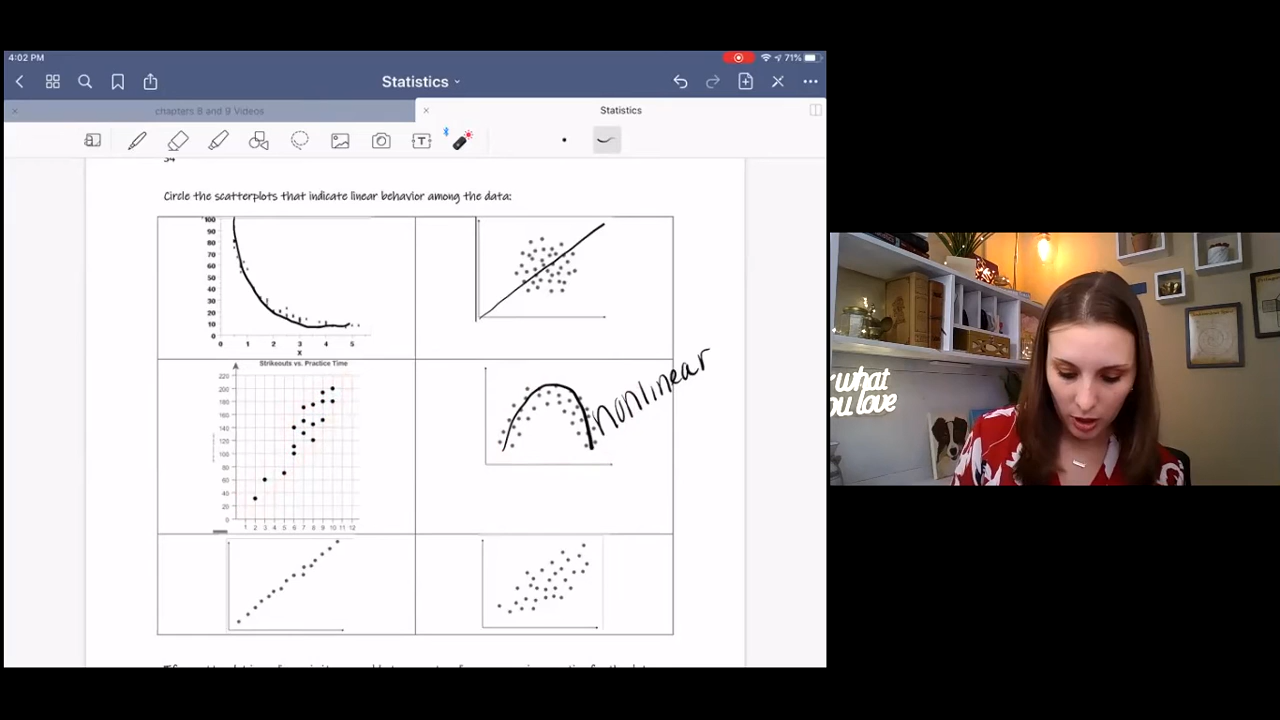 4:02 PM
71%
Statistics
chapters 8 and 9 Videos
Statistics
Circle the scatterplots that indicate linear behavior among the data:
100
90
80
70
60
50
40
30
20
10
0
0 1 2 3 4 5
X
Strikeouts vs. Practice Time
220
200
180
160
140
120
100
80
60
40
20
0
1 2 3 4 5 6 7 8 9 10 11 12
nonlinear
what
you love